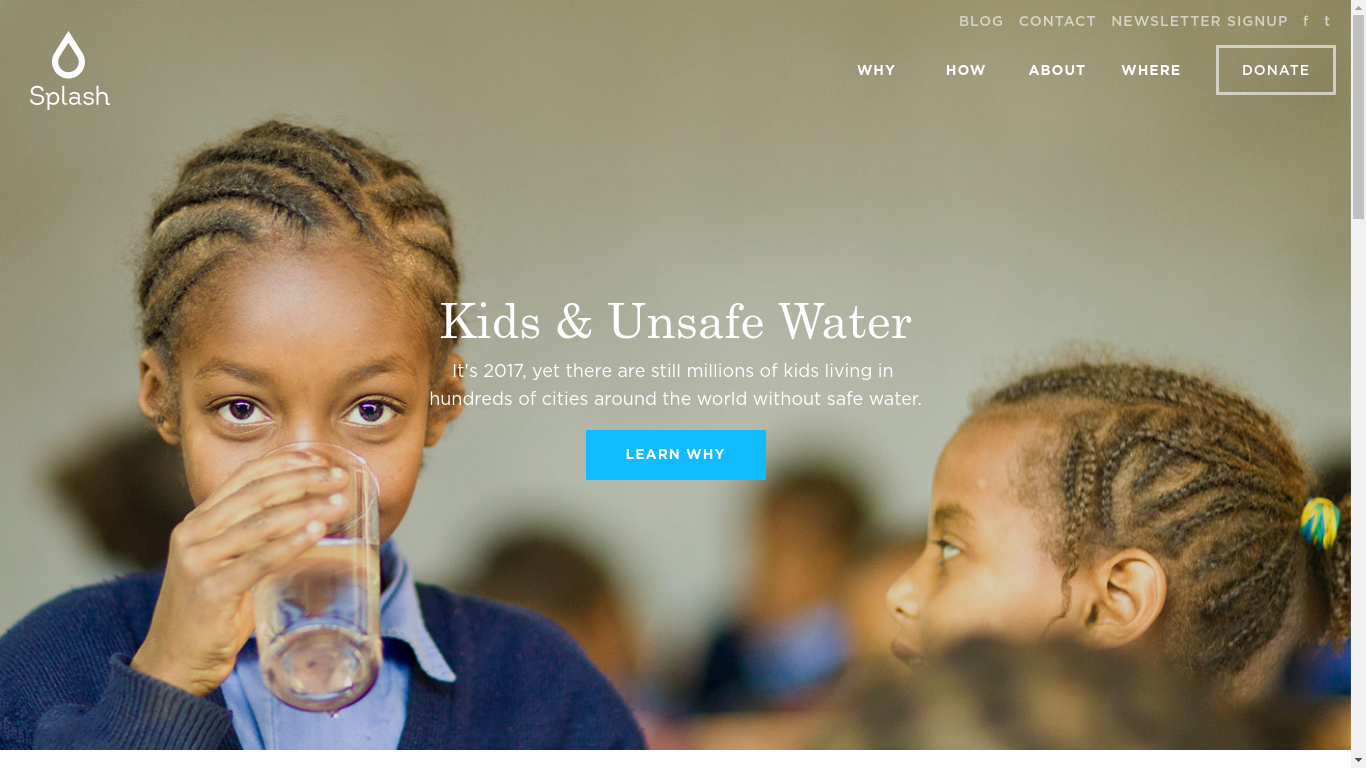 BLOG CONTACT NEWSLETTER SIGNUP f t
Splash
WHY HOW ABOUT WHERE DONATE
Kids & Unsafe Water
It's 2017, yet there are still millions of kids living in
hundreds of cities around the world without safe water.
LEARN WHY